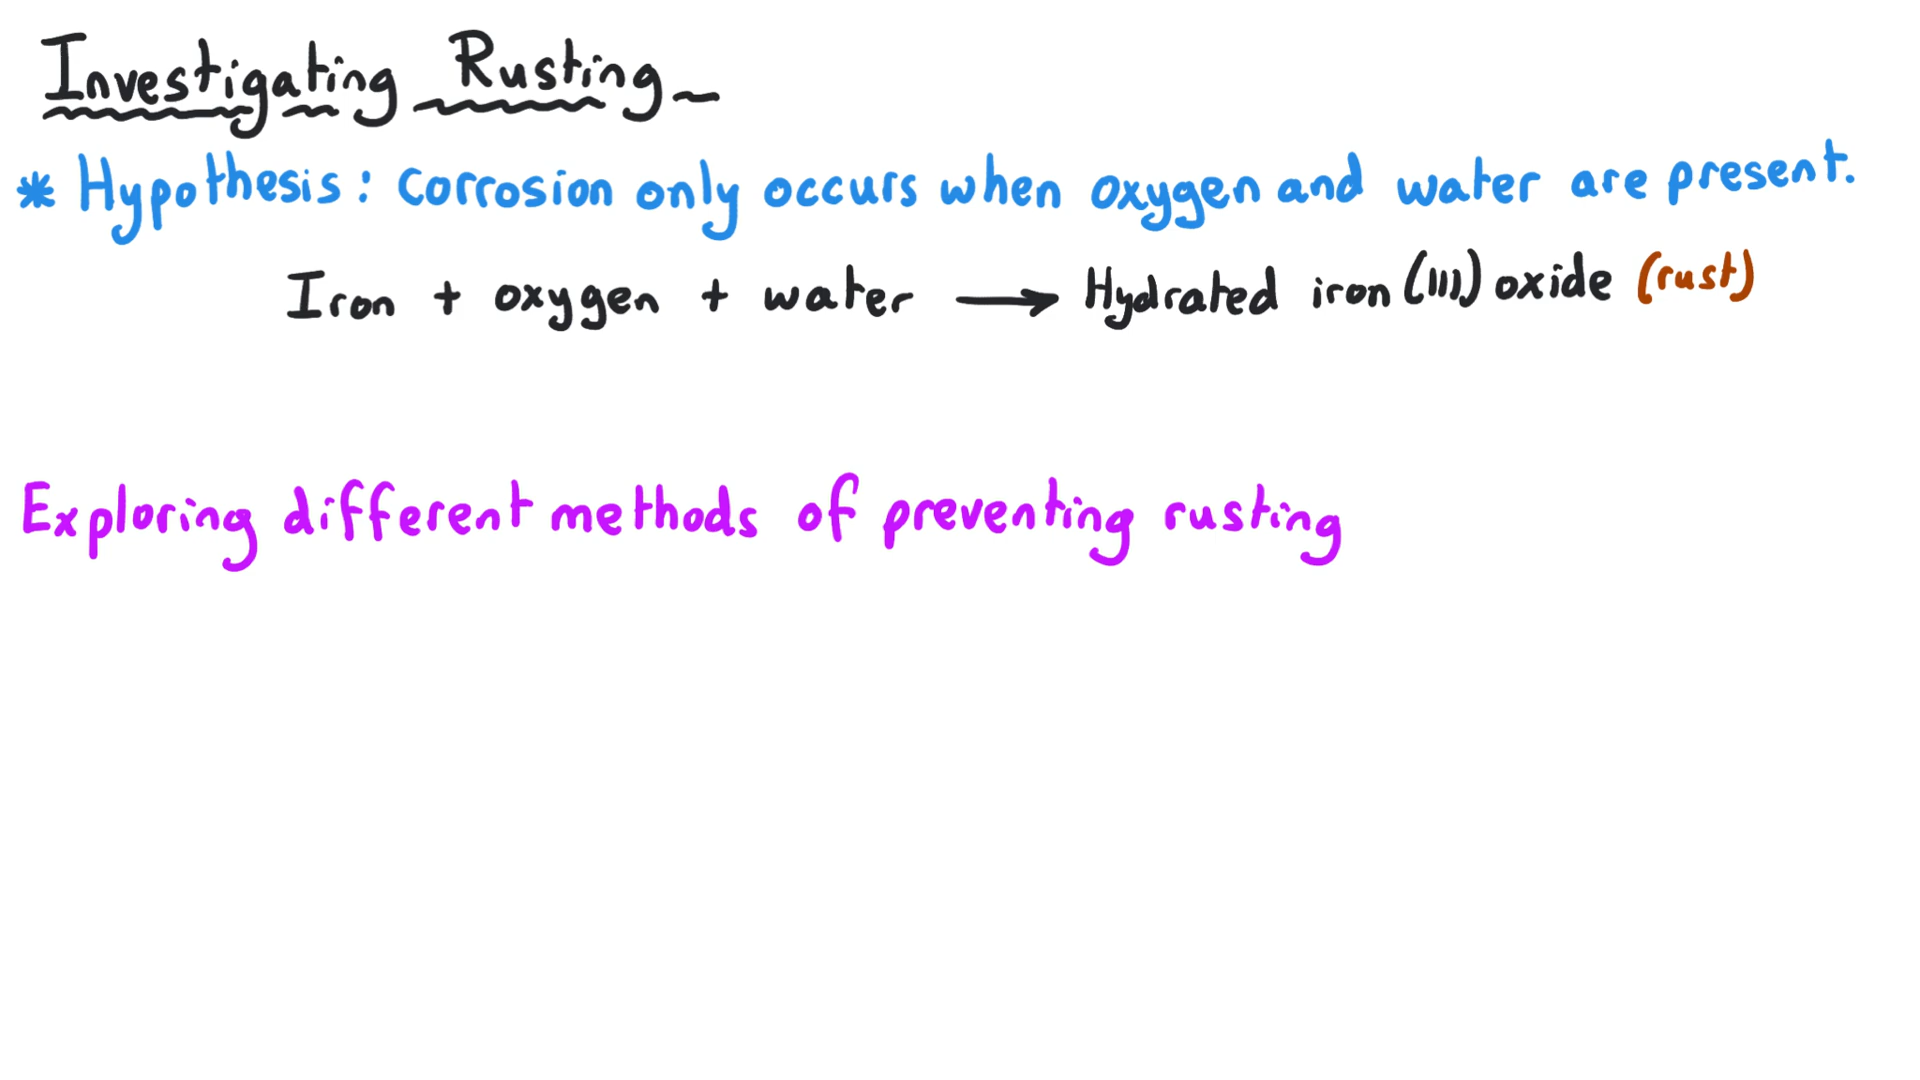 Investigating Rusting
* Hypothesis: corrosion only occurs when oxygen and water are present.
Iron + oxygen + water → Hydrated iron (III) oxide (rust)
Exploring different methods of preventing rusting